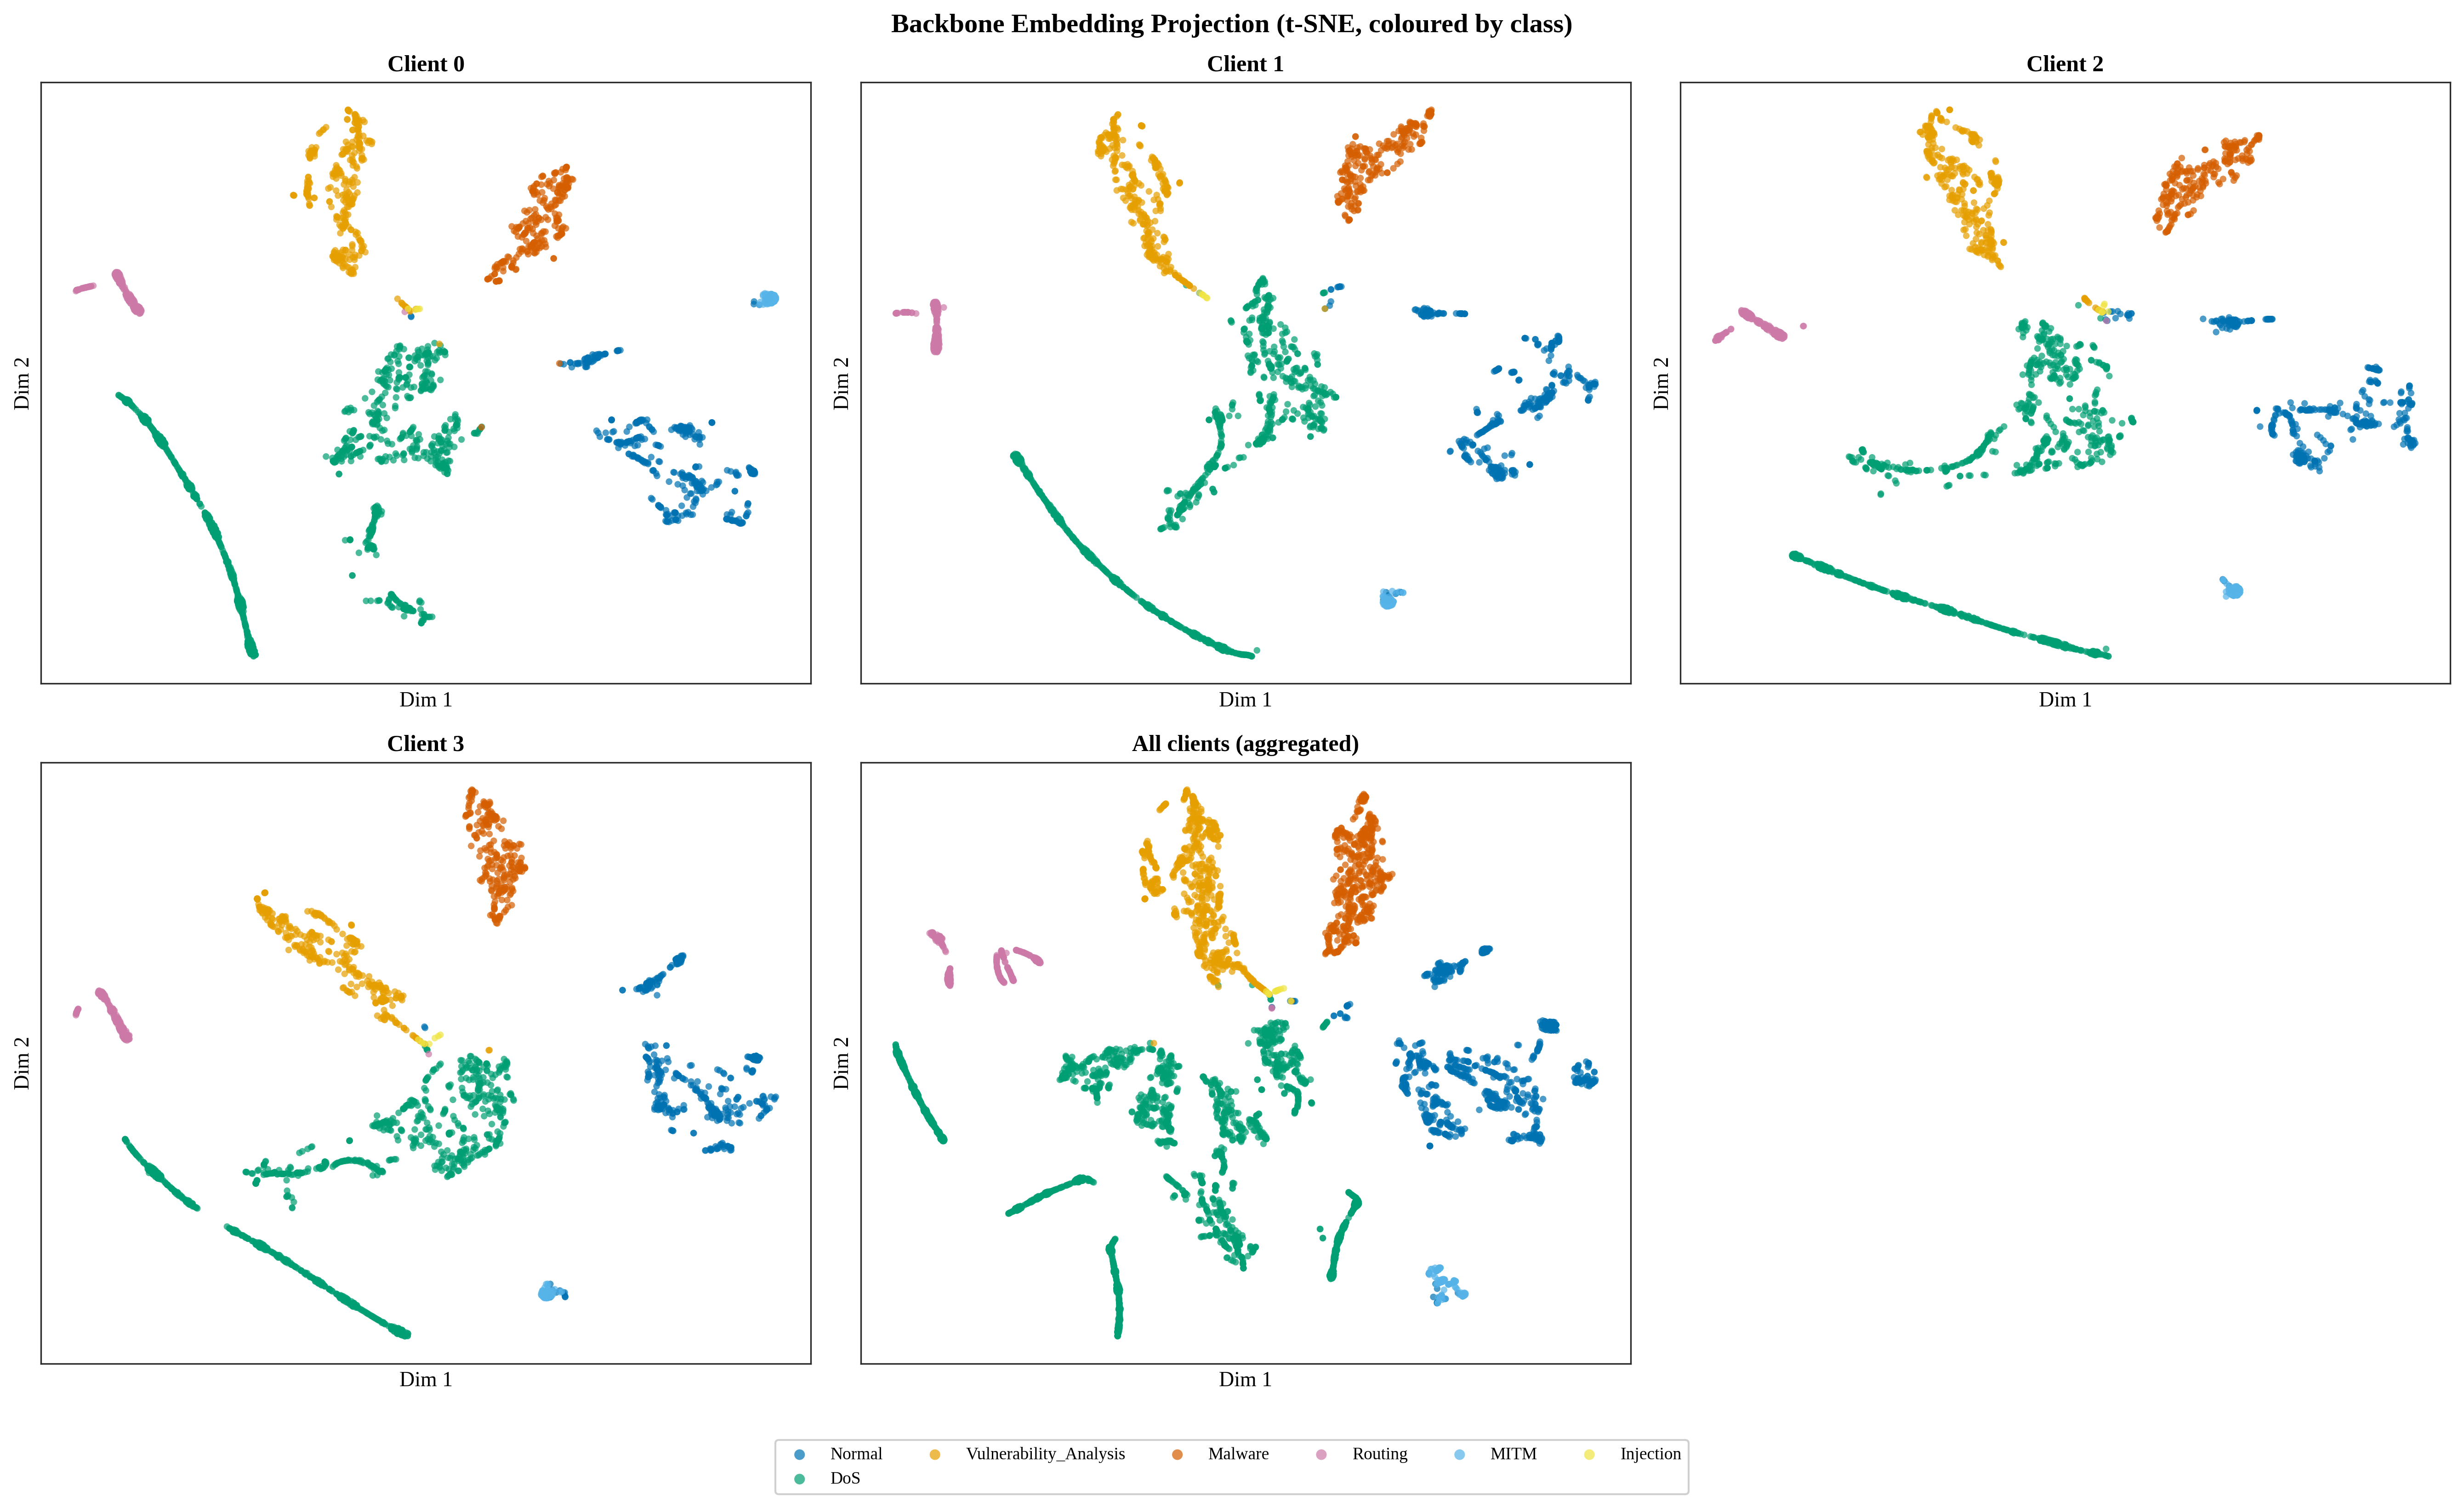 Backbone Embedding Projection (t-SNE, coloured by class)
Client 0
Client 1
Client 2
Dim 2
Dim 2
Dim 2
Dim 1
Dim 1
Dim 1
Client 3
All clients (aggregated)
Dim 2
Dim 2
Dim 1
Dim 1
Normal
Vulnerability_Analysis
Malware
Routing
MITM
Injection
DoS